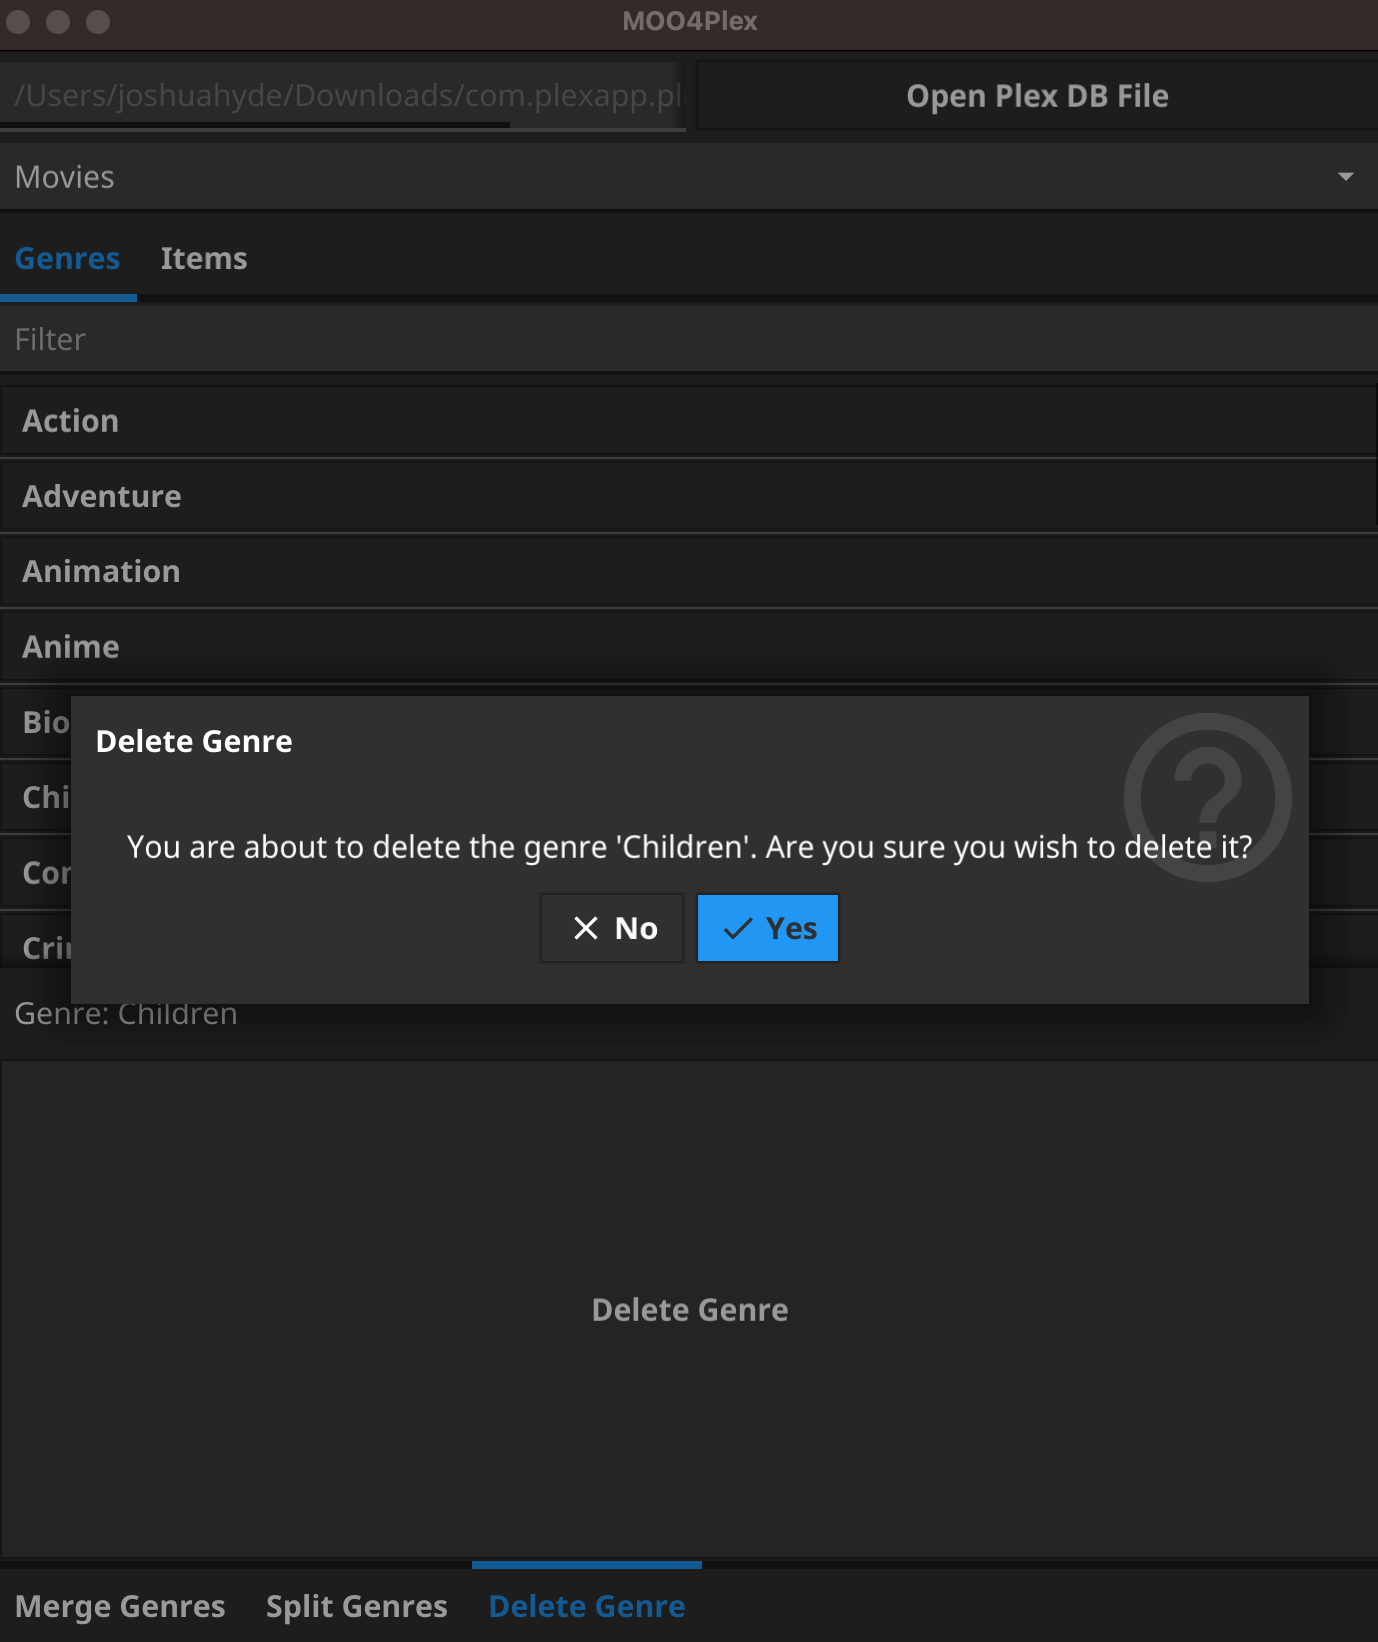 MOO4Plex
/Users/joshuahyde/Downloads/com.plexapp.pl
Open Plex DB File
Movies
Genres Items
Filter
Action
Adventure
Animation
Anime
Bio
Delete Genre
Chi
You are about to delete the genre 'Children'. Are you sure you wish to delete it?
No Yes
Genre: Children
Delete Genre
Merge Genres Split Genres Delete Genre